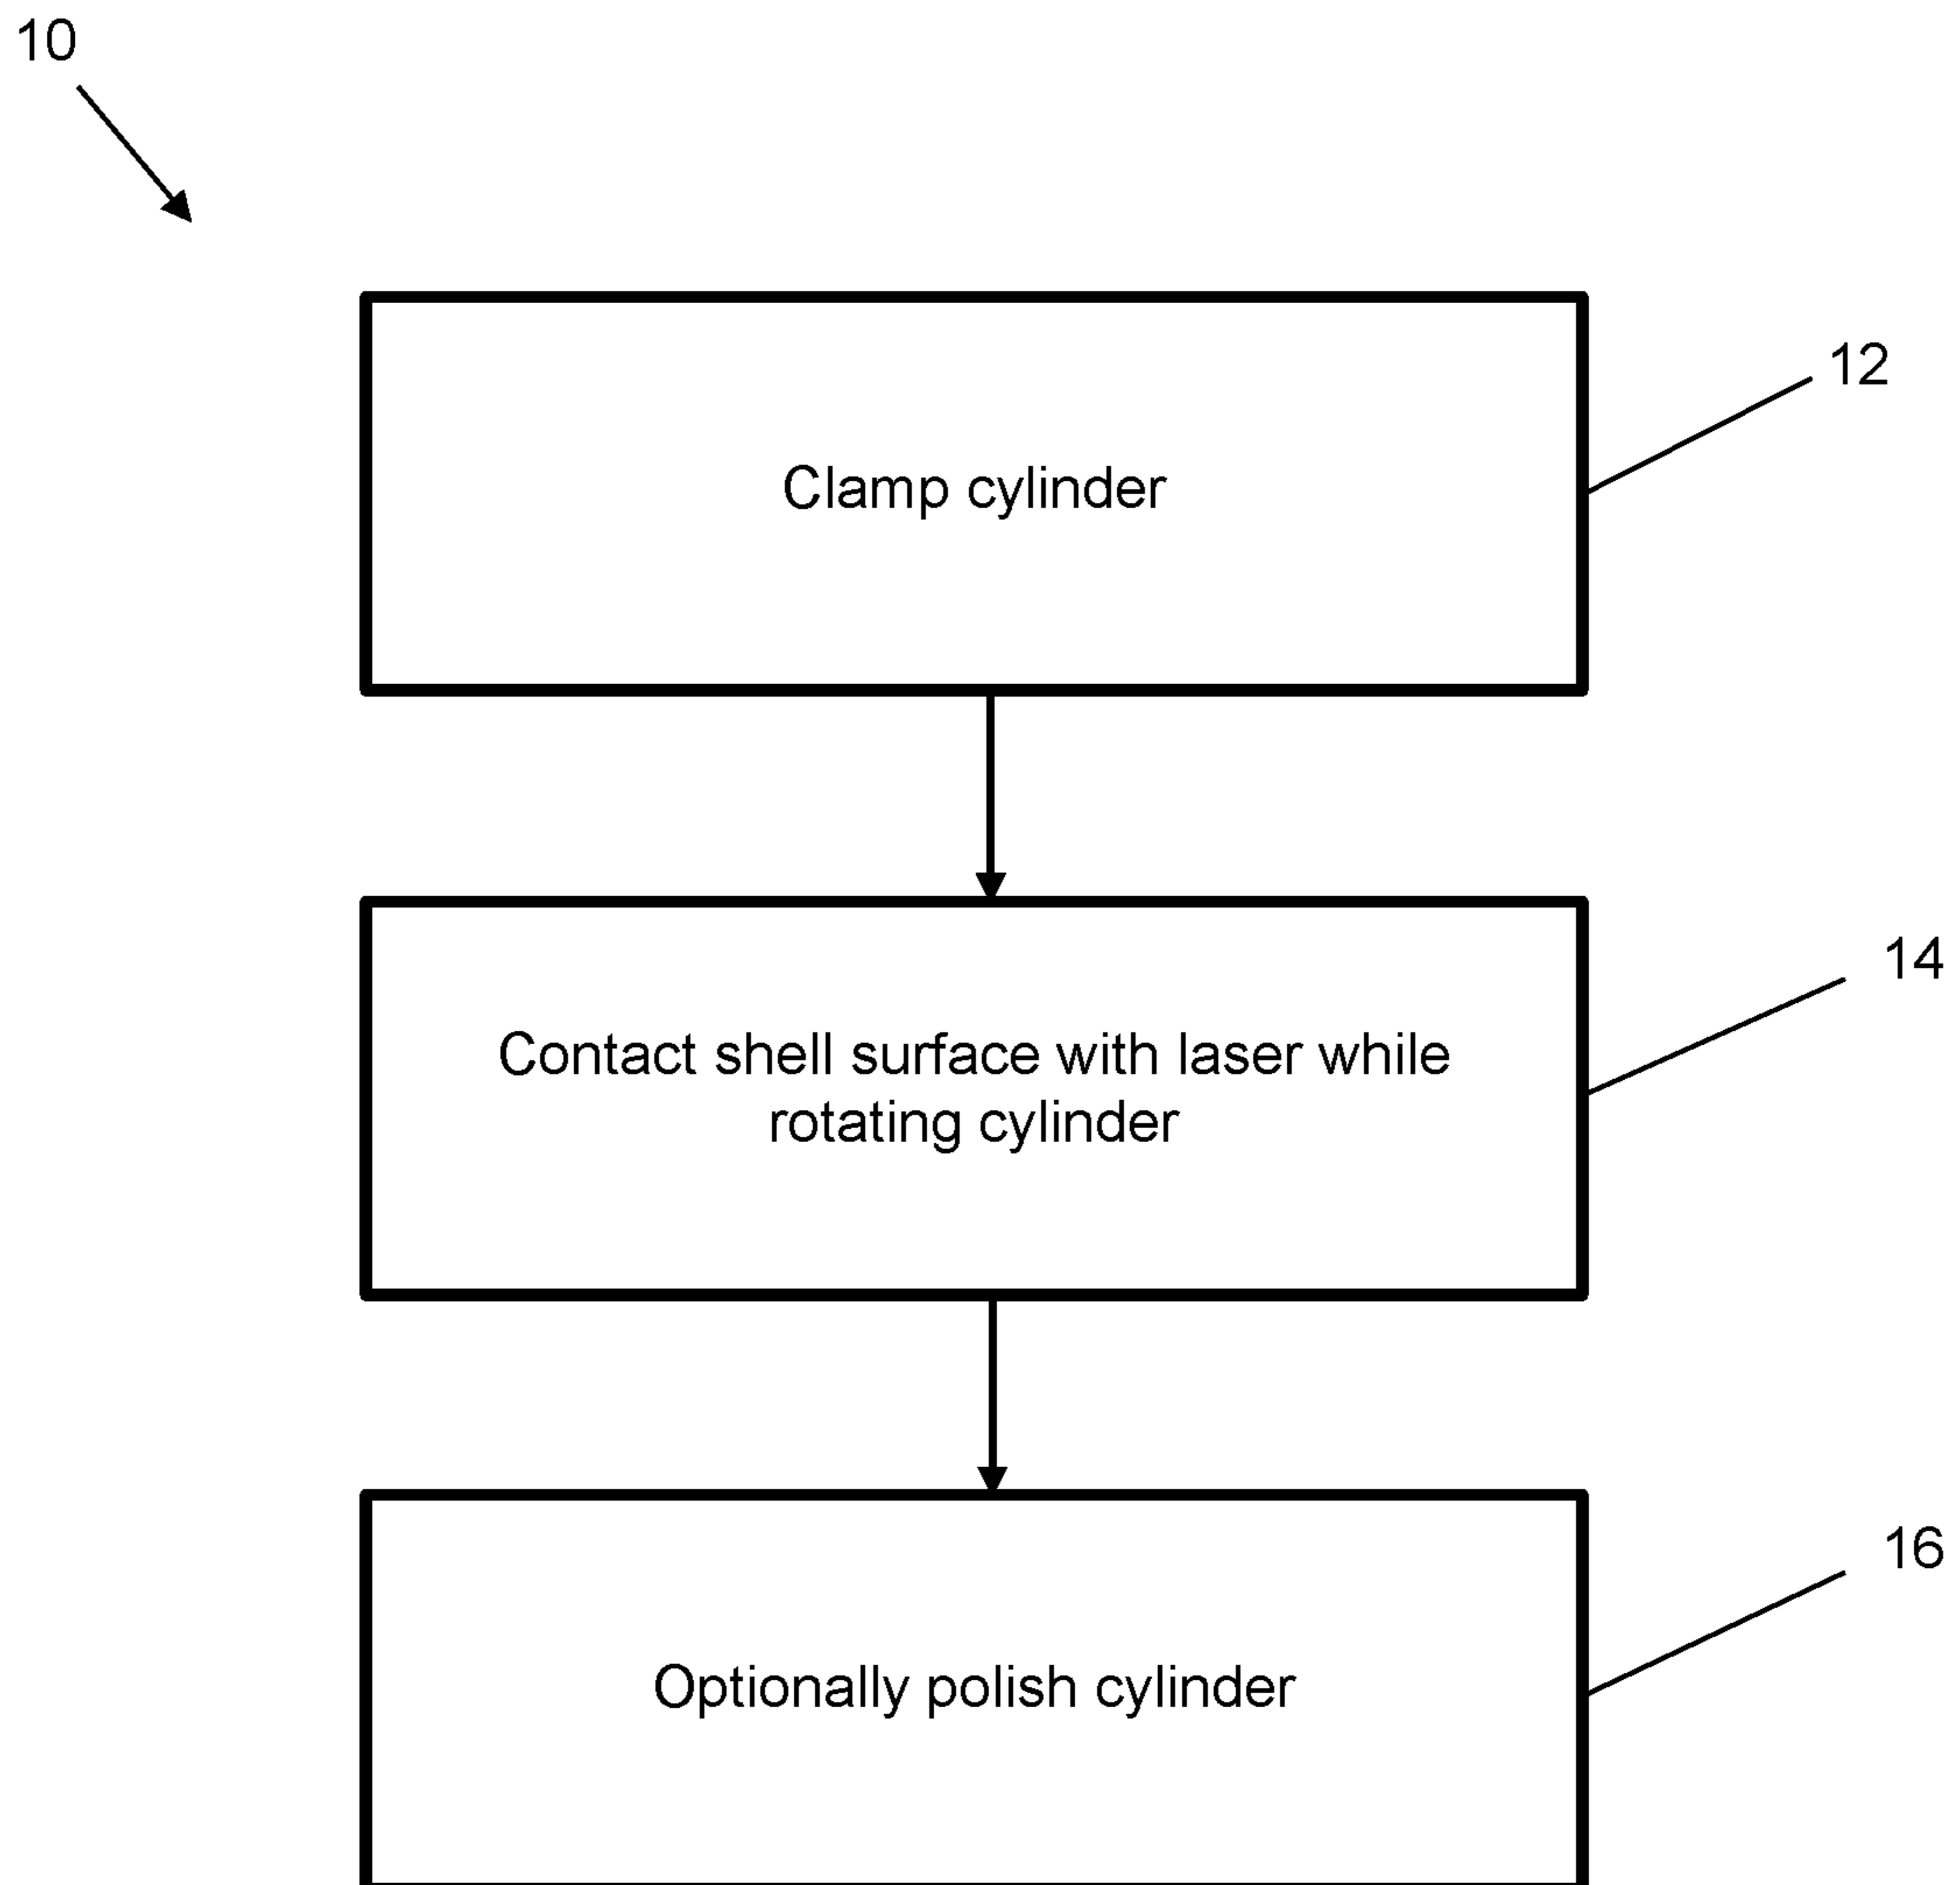 10
12
Clamp cylinder
14
Contact shell surface with laser while
rotating cylinder
16
Optionally polish cylinder